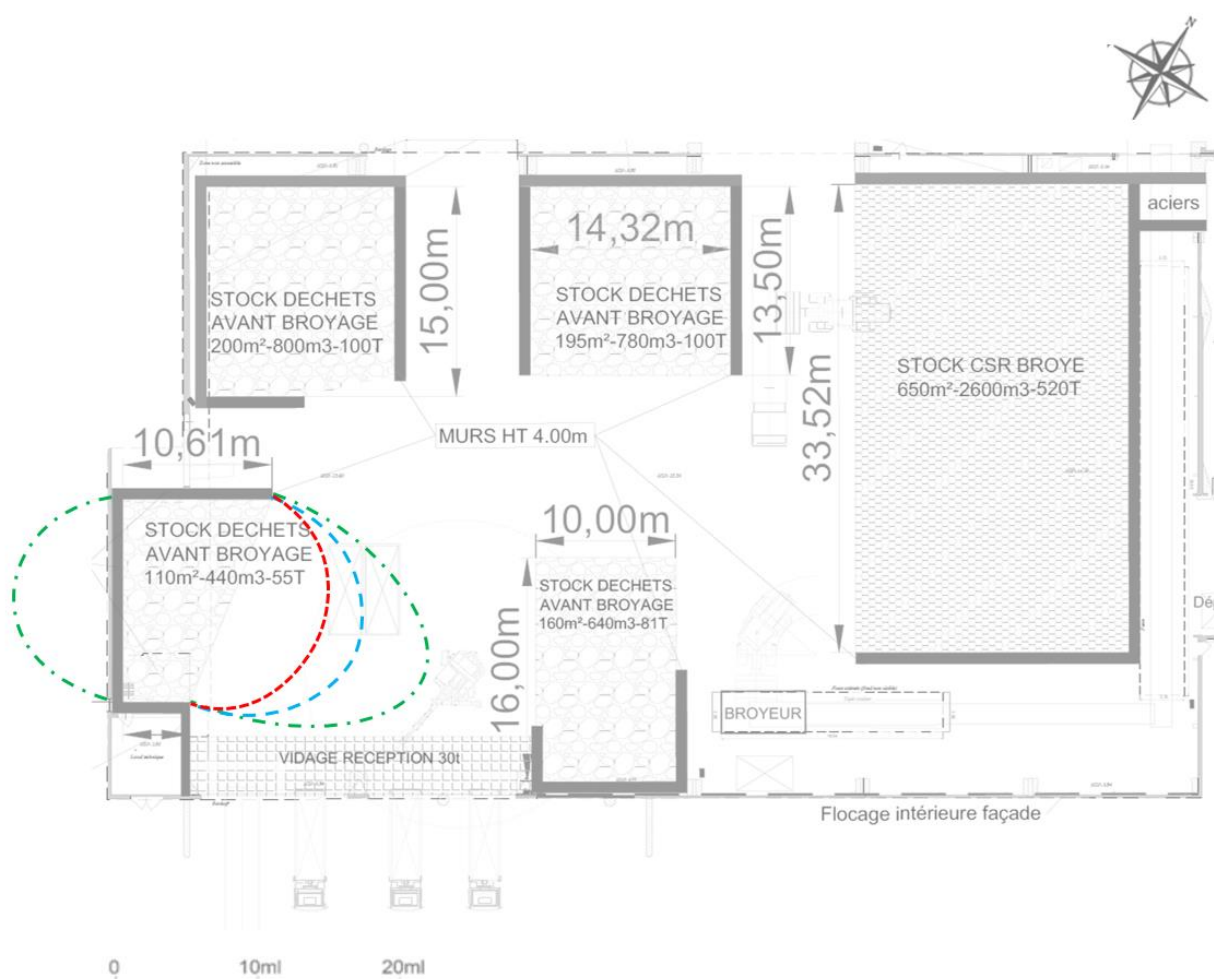 N
aciers
14,32m
15,00m
13,50m
STOCK DECHETS
AVANT BROYAGE
200m²-800m3-100T
STOCK DECHETS
AVANT BROYAGE
195m²-780m3-100T
STOCK CSR BROYE
650m²-2600m3-520T
33,52m
MURS HT 4.00m
10,61m
STOCK DECHETS
AVANT BROYAGE
110m²-440m3-55T
10,00m
STOCK DECHETS
AVANT BROYAGE
160m²-640m3-81T
16,00m
Dép
BROYEUR
VIDAGE RECEPTION 30t
Local technique
Flocage intérieure façade
0 10ml 20ml